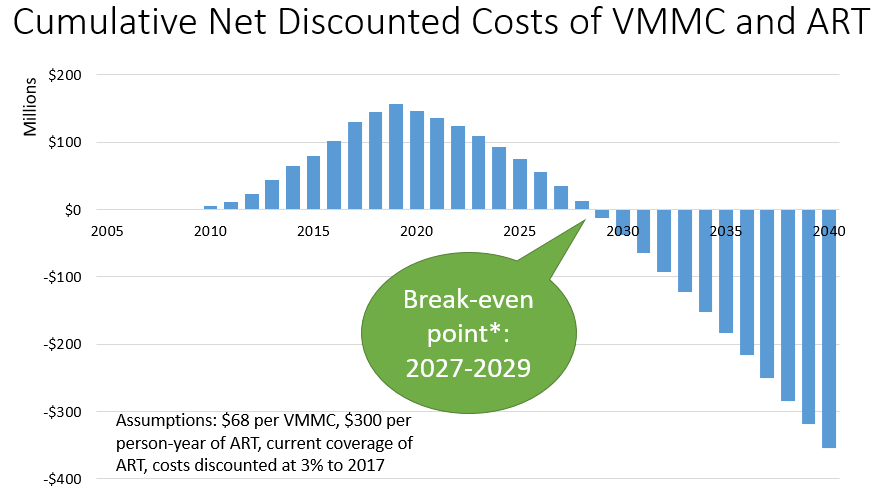 Cumulative Net Discounted Costs of VMMC and ART
Millions
$200
$100
$0
-$100
-$200
-$300
-$400
2005 2010 2015 2020 2025 2030 2035 2040
Break-even
point*:
2027-2029
Assumptions: $68 per VMMC, $300 per
person-year of ART, current coverage of
ART, costs discounted at 3% to 2017